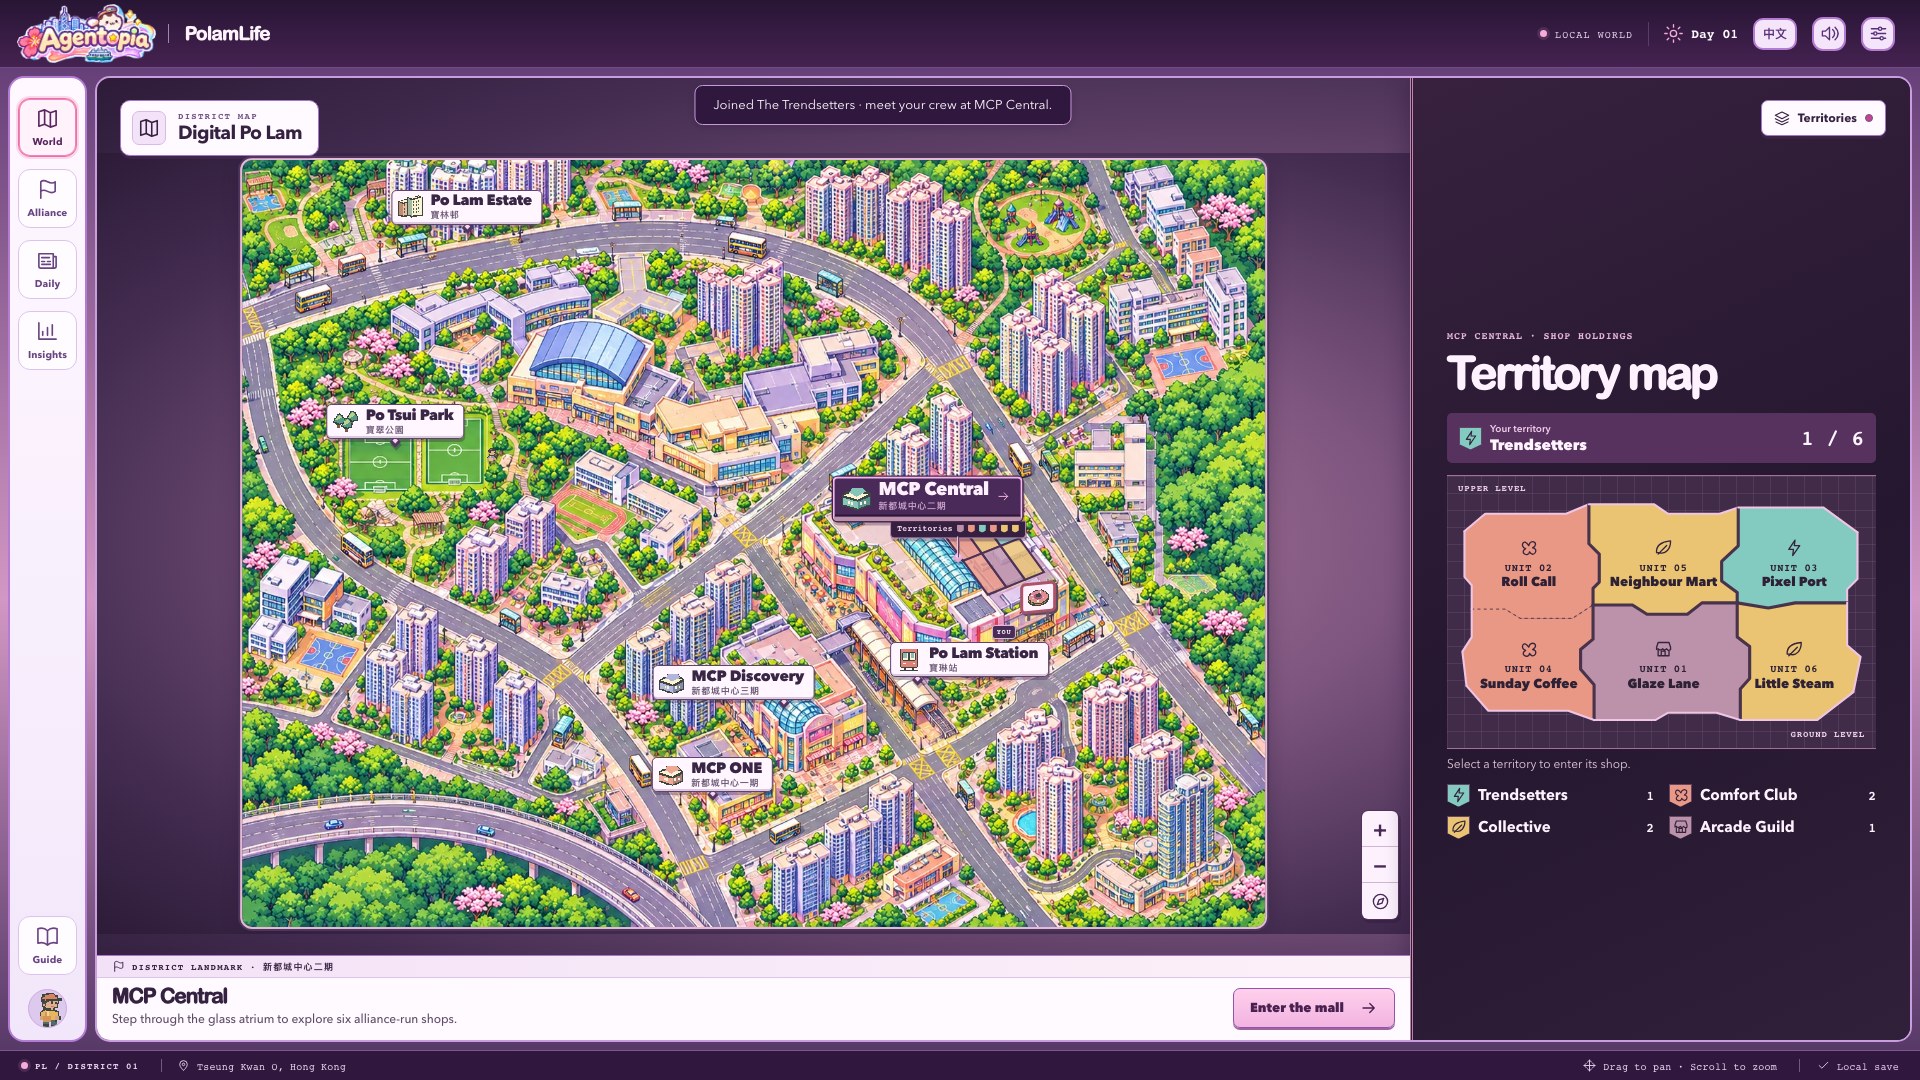 Agentopia
PolamLife
LOCAL WORLD
Day 01
中文
World
Alliance
Daily
Insights
Guide
DISTRICT MAP
Digital Po Lam
Joined The Trendsetters · meet your crew at MCP Central.
Po Lam Estate
寶林邨
Po Tsui Park
寶翠公園
MCP Central
新都城中心二期
Territories
YOU
Po Lam Station
寶琳站
MCP Discovery
新都城中心三期
MCP ONE
新都城中心一期
DISTRICT LANDMARK · 新都城中心二期
MCP Central
Step through the glass atrium to explore six alliance-run shops.
Enter the mall
Territories
MCP CENTRAL · SHOP HOLDINGS
Territory map
Your territory
Trendsetters
1 / 6
UPPER LEVEL
UNIT 02
Roll Call
UNIT 05
Neighbour Mart
UNIT 03
Pixel Port
UNIT 04
Sunday Coffee
UNIT 01
Glaze Lane
UNIT 06
Little Steam
GROUND LEVEL
Select a territory to enter its shop.
Trendsetters 1
Comfort Club 2
Collective 2
Arcade Guild 1
PL / DISTRICT 01
Tseung Kwan O, Hong Kong
Drag to pan · Scroll to zoom
Local save